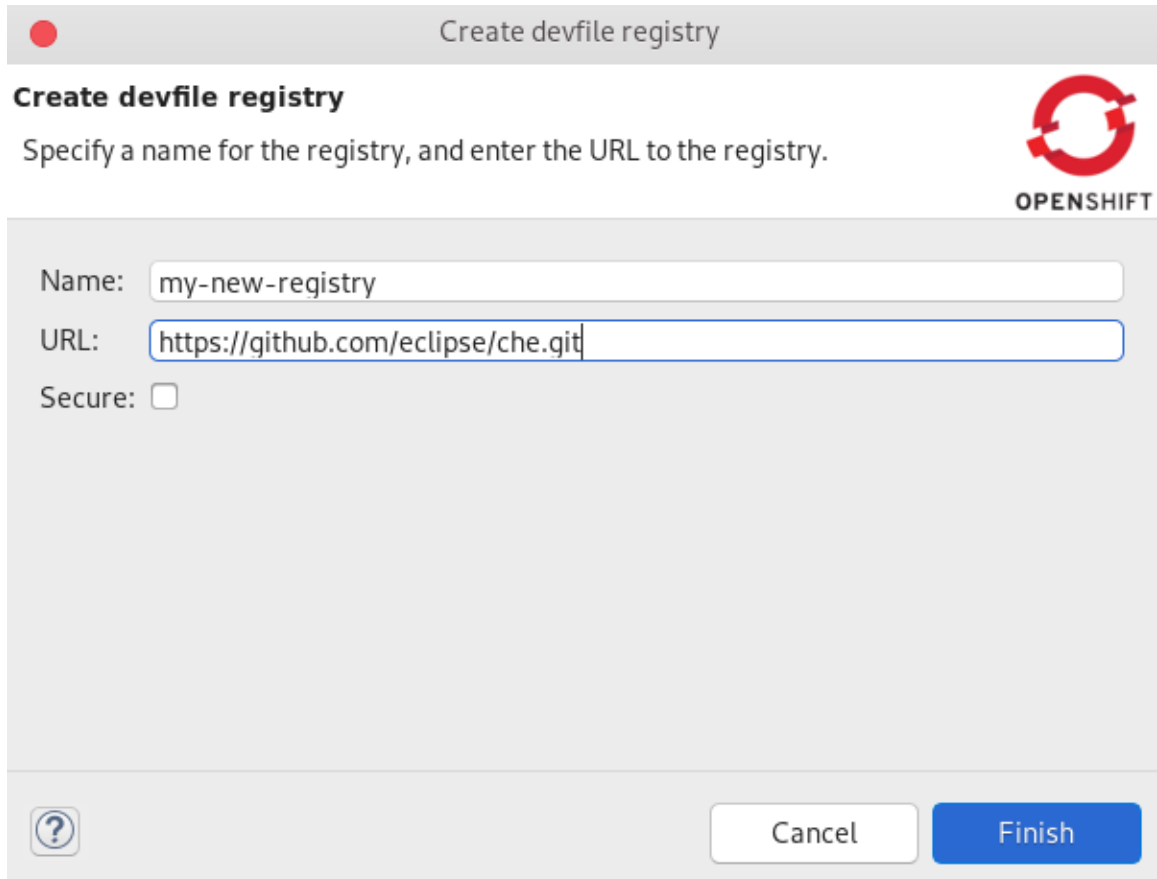 Create devfile registry
Create devfile registry
Specify a name for the registry, and enter the URL to the registry.
OPENSHIFT
Name: my-new-registry
URL: https://github.com/eclipse/che.git
Secure:
? Cancel Finish